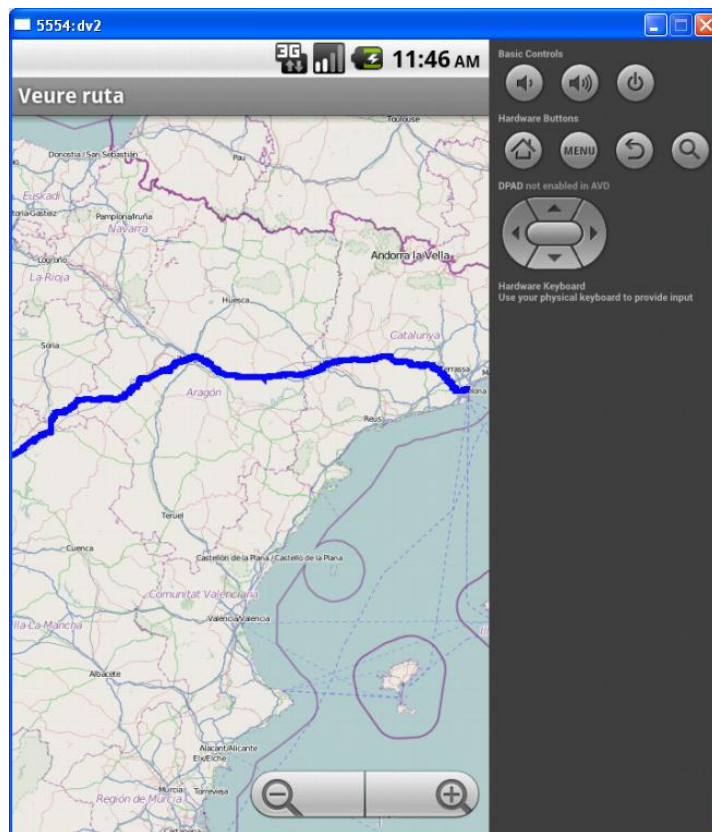 5554:dv2
3G 11:46 AM
Veure ruta
Basic Controls
Hardware Buttons
MENU
DPAD not enabled in AVD
Hardware Keyboard
Use your physical keyboard to provide input
Toulouse
Donostia / San Sebastián
Pau
Euskadi
Pamplona/Iruña
Navarra
Logroño
Andorra la Vella
La Rioja
Huesca
Soria
Catalunya
Aragón
Reus
Teruel
Cuenca
Castellón de la Plana / Castelló de la Plana
Comunitat Valenciana
València/Valencia
Albacete
Alacant/Alicante
Elx/Elche
Murcia
Torrevieja
Región de Murcia